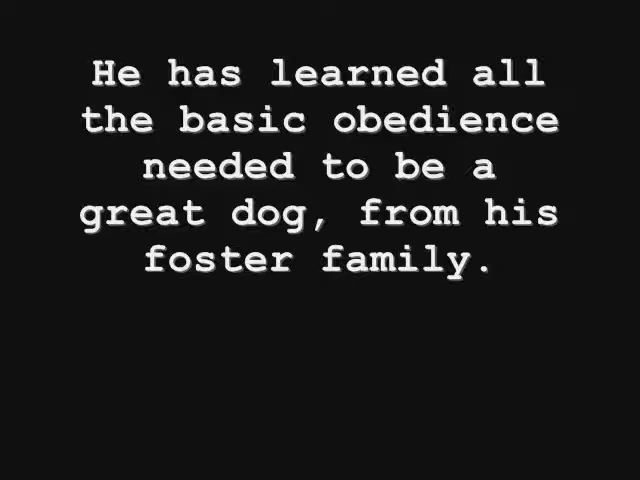 He has learned all
the basic obedience
needed to be a
great dog, from his
foster family.